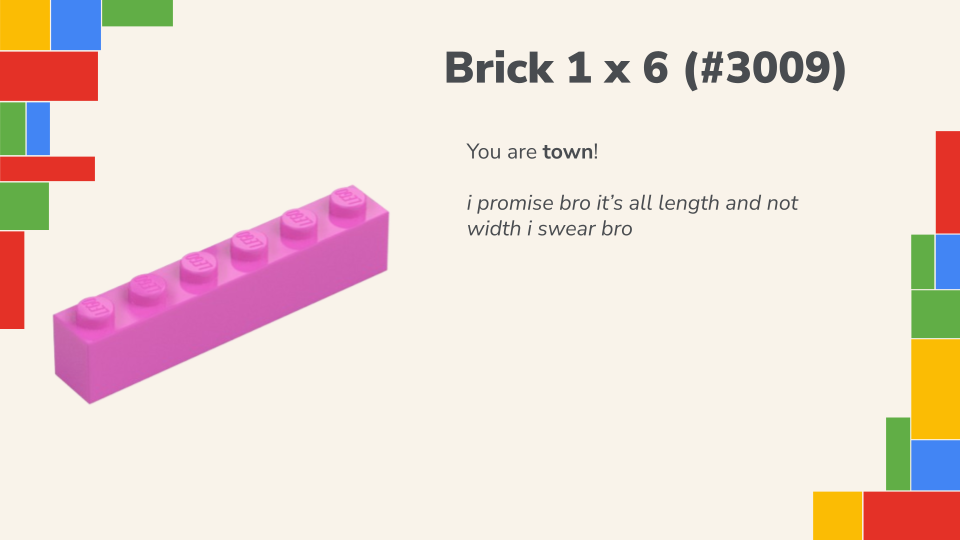 Brick 1 x 6 (#3009)
You are town!
i promise bro it’s all length and not
width i swear bro